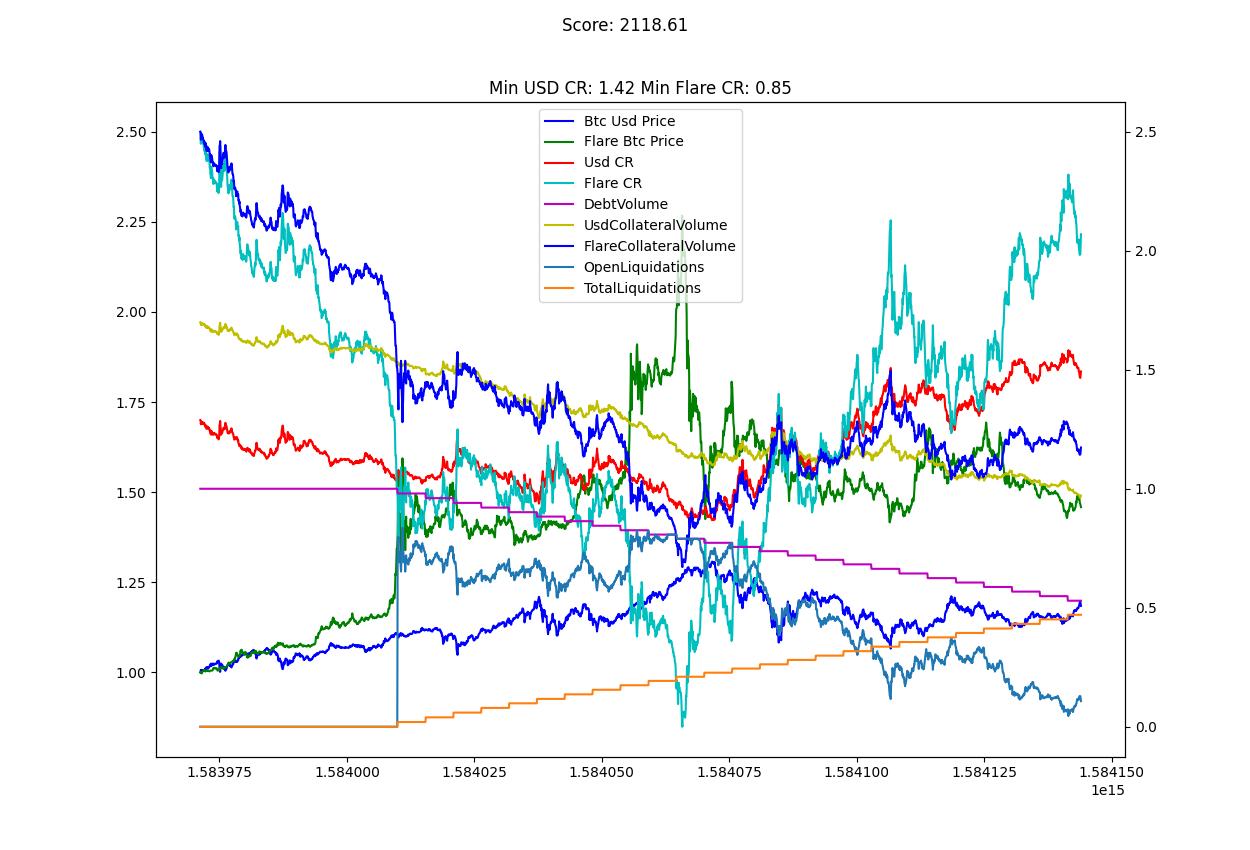 Score: 2118.61
Min USD CR: 1.42 Min Flare CR: 0.85
Btc Usd Price
Flare Btc Price
Usd CR
Flare CR
DebtVolume
UsdCollateralVolume
FlareCollateralVolume
OpenLiquidations
TotalLiquidations
2.50
2.25
2.00
1.75
1.50
1.25
1.00
2.5
2.0
1.5
1.0
0.5
0.0
1.583975
1.584000
1.584025
1.584050
1.584075
1.584100
1.584125
1.584150
1e15